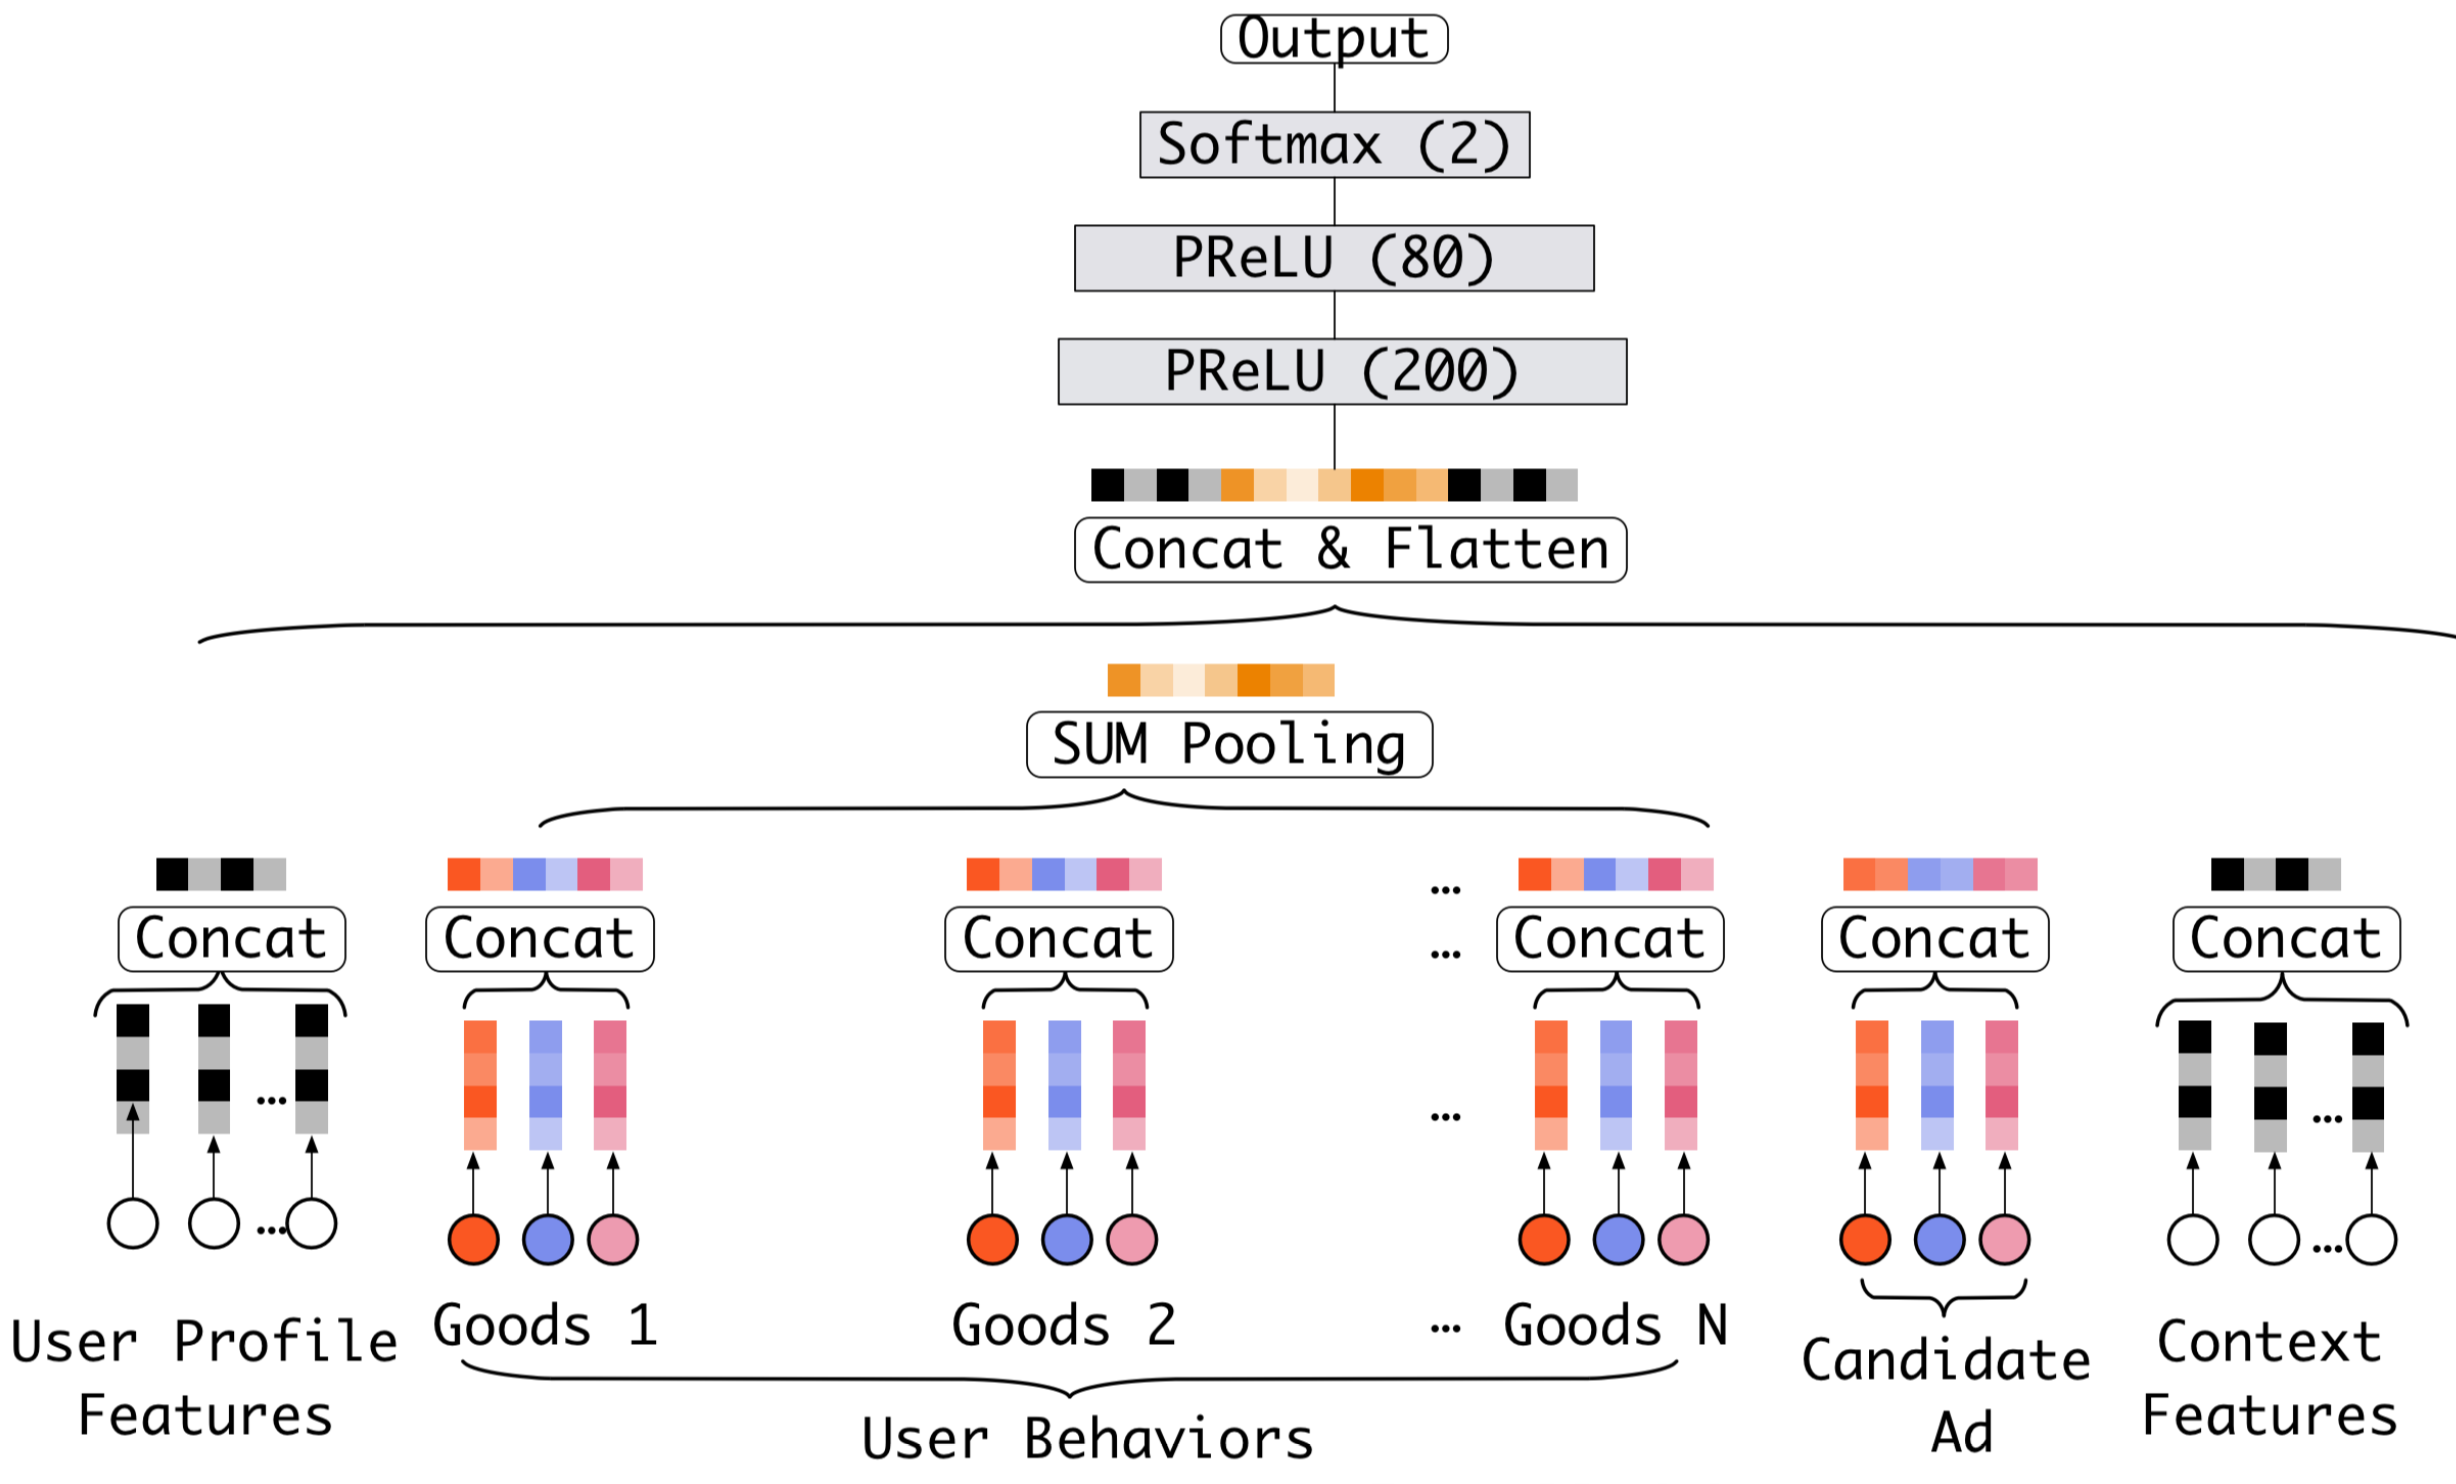 Output
Softmax (2)
PReLU (80)
PReLU (200)
Concat & Flatten
SUM Pooling
...
Concat Concat Concat ... Concat Concat Concat
... ... ...
... ...
User Profile
Features
Goods 1 Goods 2 ... Goods N
User Behaviors
Candidate
Ad
Context
Features